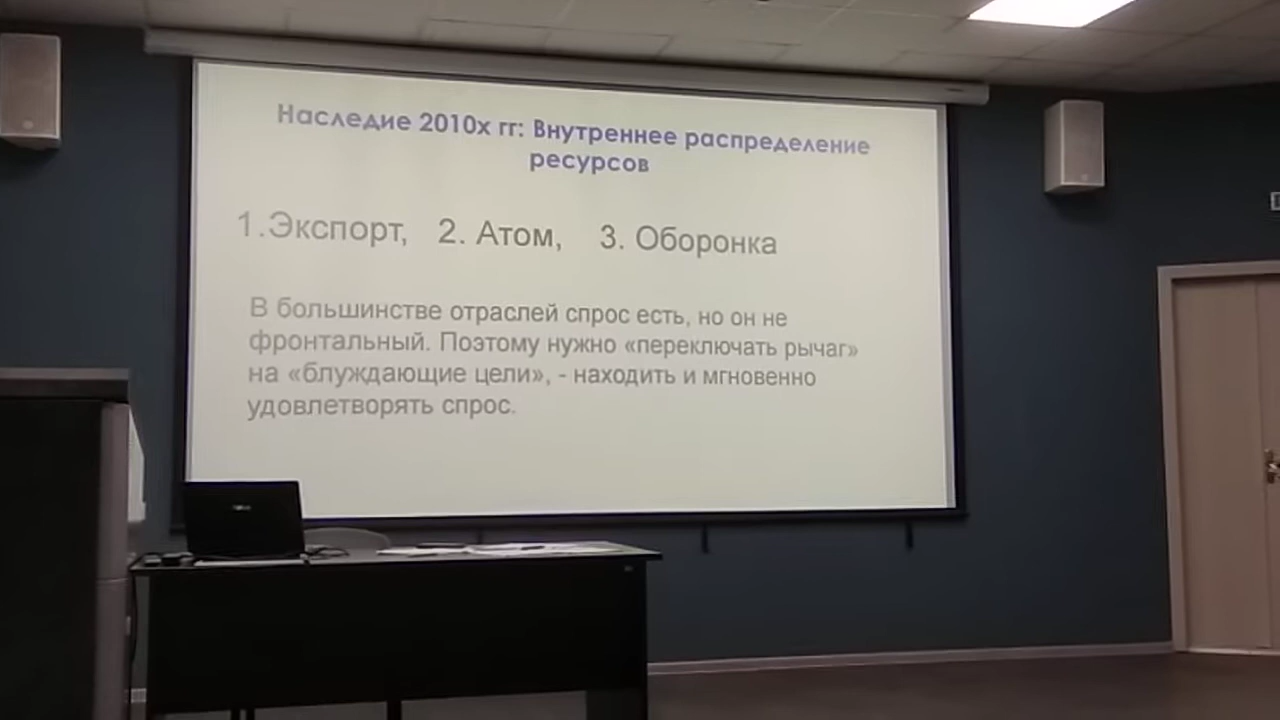 Наследие 2010х гг: Внутреннее распределение
ресурсов
1.Экспорт, 2. Атом, 3. Оборонка
В большинстве отраслей спрос есть, но он не
фронтальный. Поэтому нужно «переключать рычаг»
на «блуждающие цели», - находить и мгновенно
удовлетворять спрос.